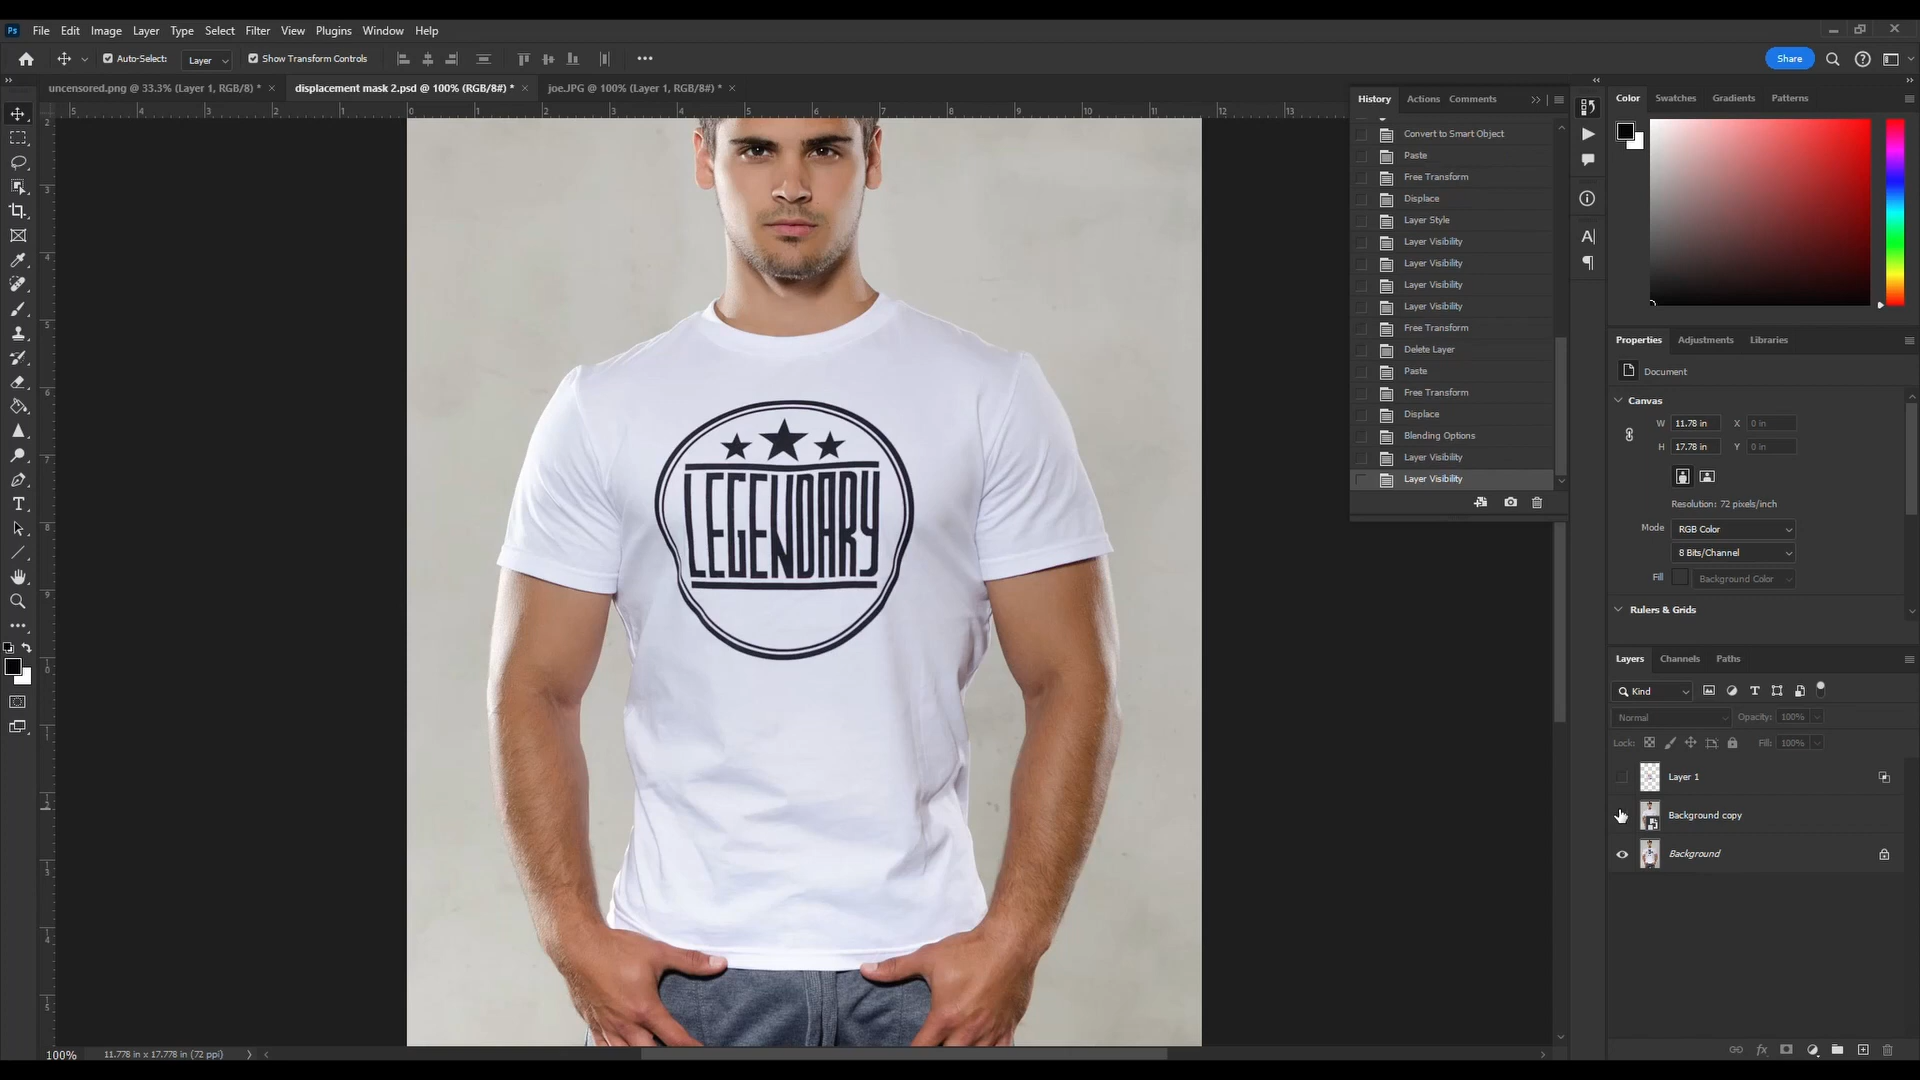 Ps File Edit Image Layer Type Select Filter View Plugins Window Help
Auto-Select: Layer Show Transform Controls Share
uncensored.png @ 33.3% (Layer 1, RGB/8) * displacement mask 2.psd @ 100% (RGB/8#) * joe.JPG @ 100% (Layer 1, RGB/8#) *
History Actions Comments
Convert to Smart Object
Paste
Free Transform
Displace
Layer Style
Layer Visibility
Layer Visibility
Layer Visibility
Layer Visibility
Free Transform
Delete Layer
Paste
Free Transform
Displace
Blending Options
Layer Visibility
Layer Visibility
LEGENDARY
Color Swatches Gradients Patterns
Properties Adjustments Libraries
Document
Canvas
W 11.78 in X 0 in
H 17.78 in Y 0 in
Resolution: 72 pixels/inch
Mode RGB Color
8 Bits/Channel
Fill Background Color
Rulers & Grids
Layers Channels Paths
Kind
Normal Opacity: 100%
Lock: Fill: 100%
Layer 1
Background copy
Background
100% 11.778 in x 17.778 in (72 ppi)